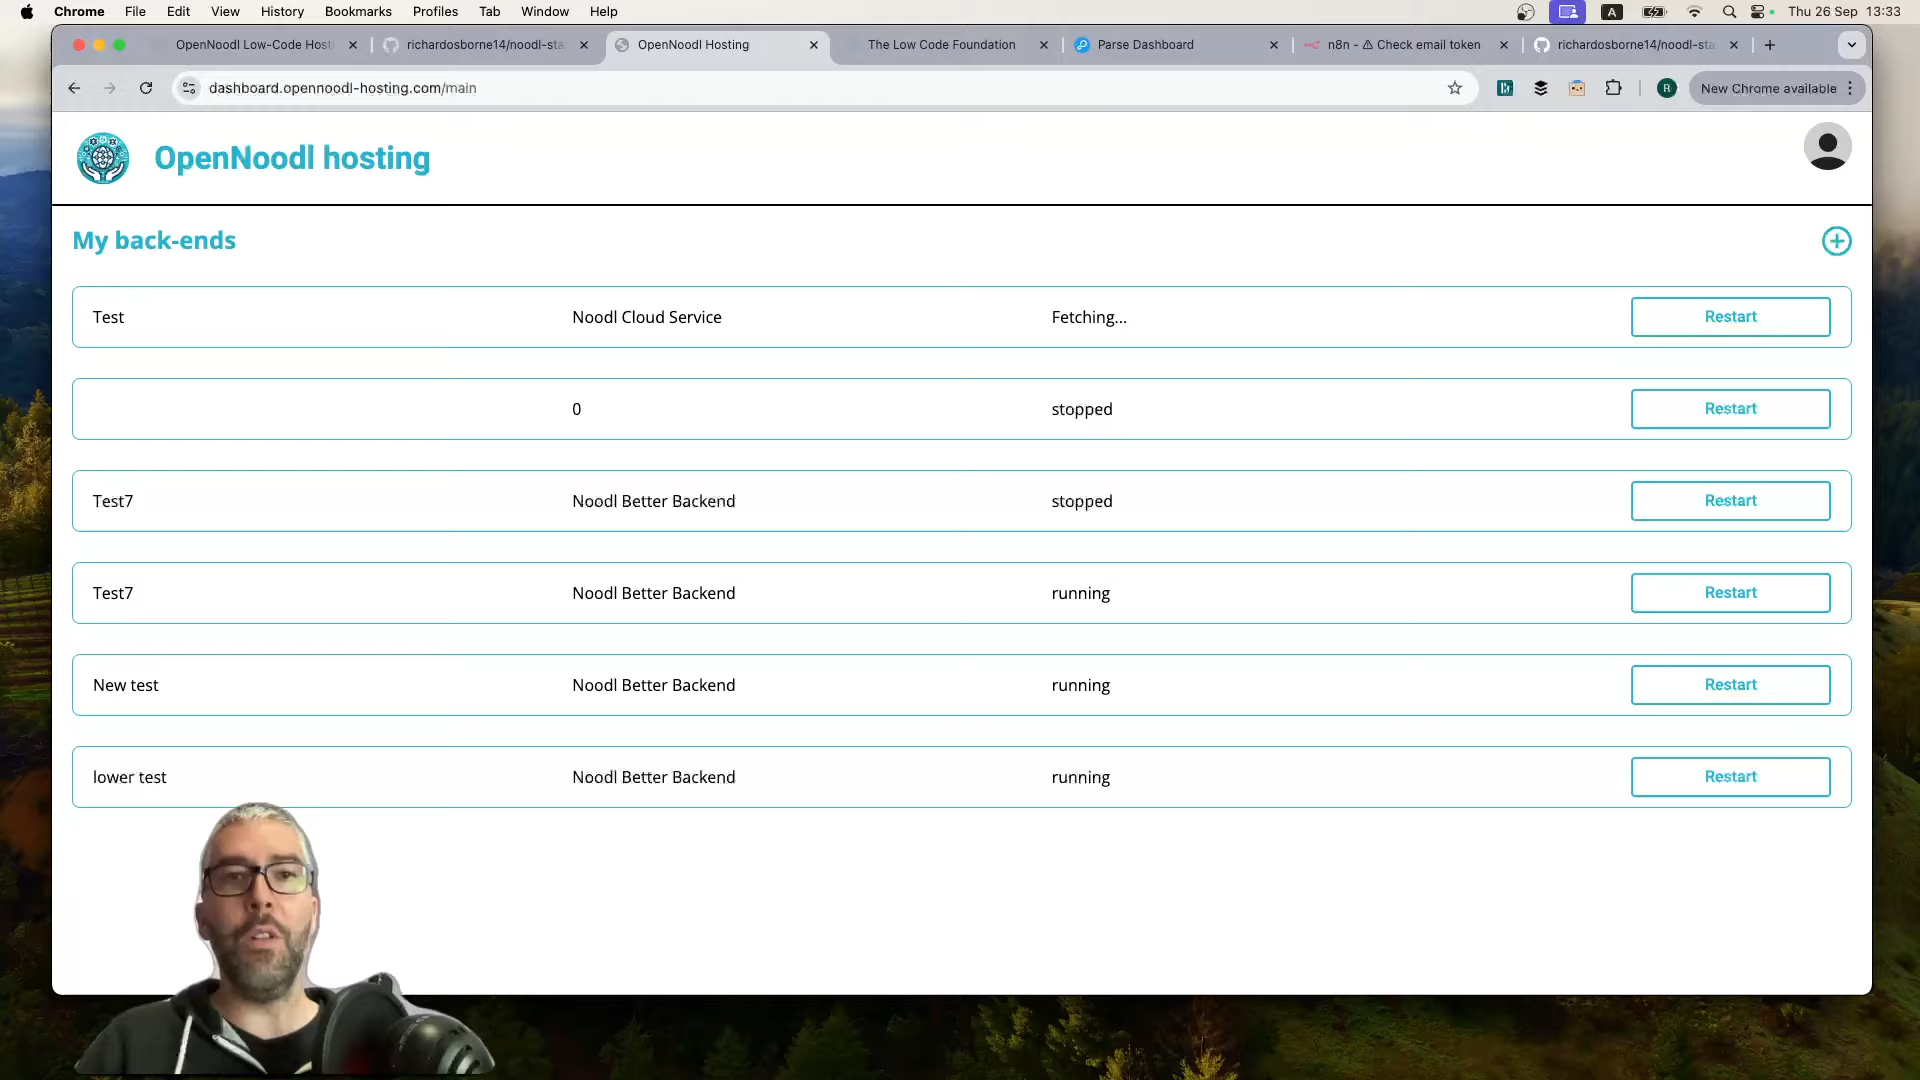 Chrome File Edit View History Bookmarks Profiles Tab Window Help A Thu 26 Sep 13:33
OpenNoodl Low-Code Host richardosborne14/noodl-sta OpenNoodl Hosting The Low Code Foundation Parse Dashboard n8n - ⚠ Check email token richardosborne14/noodl-sta
dashboard.opennoodl-hosting.com/main R New Chrome available
OpenNoodl hosting
My back-ends
Test Noodl Cloud Service Fetching... Restart
0 stopped Restart
Test7 Noodl Better Backend stopped Restart
Test7 Noodl Better Backend running Restart
New test Noodl Better Backend running Restart
lower test Noodl Better Backend running Restart